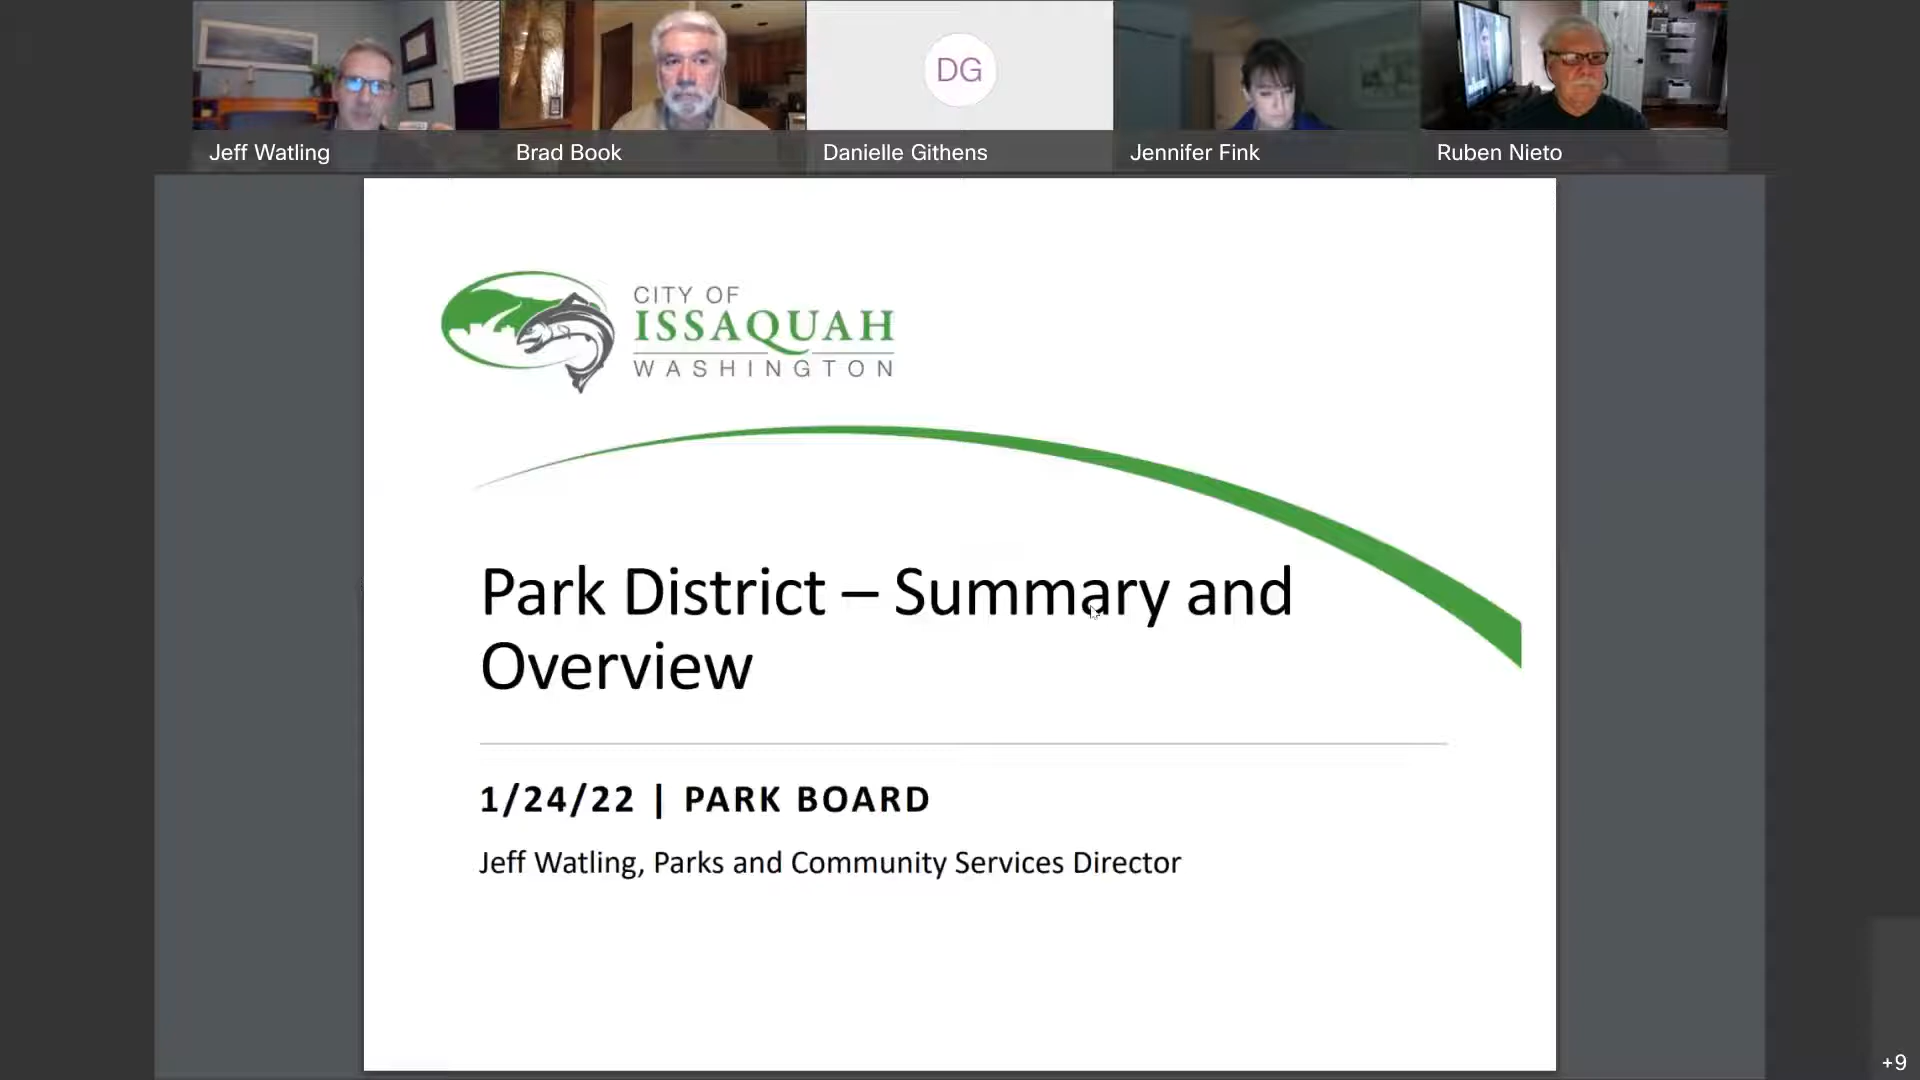 DG
Jeff Watling
Brad Book
Danielle Githens
Jennifer Fink
Ruben Nieto
CITY OF
ISSAQUAH
WASHINGTON
Park District – Summary and
Overview
1/24/22 | PARK BOARD
Jeff Watling, Parks and Community Services Director
+9